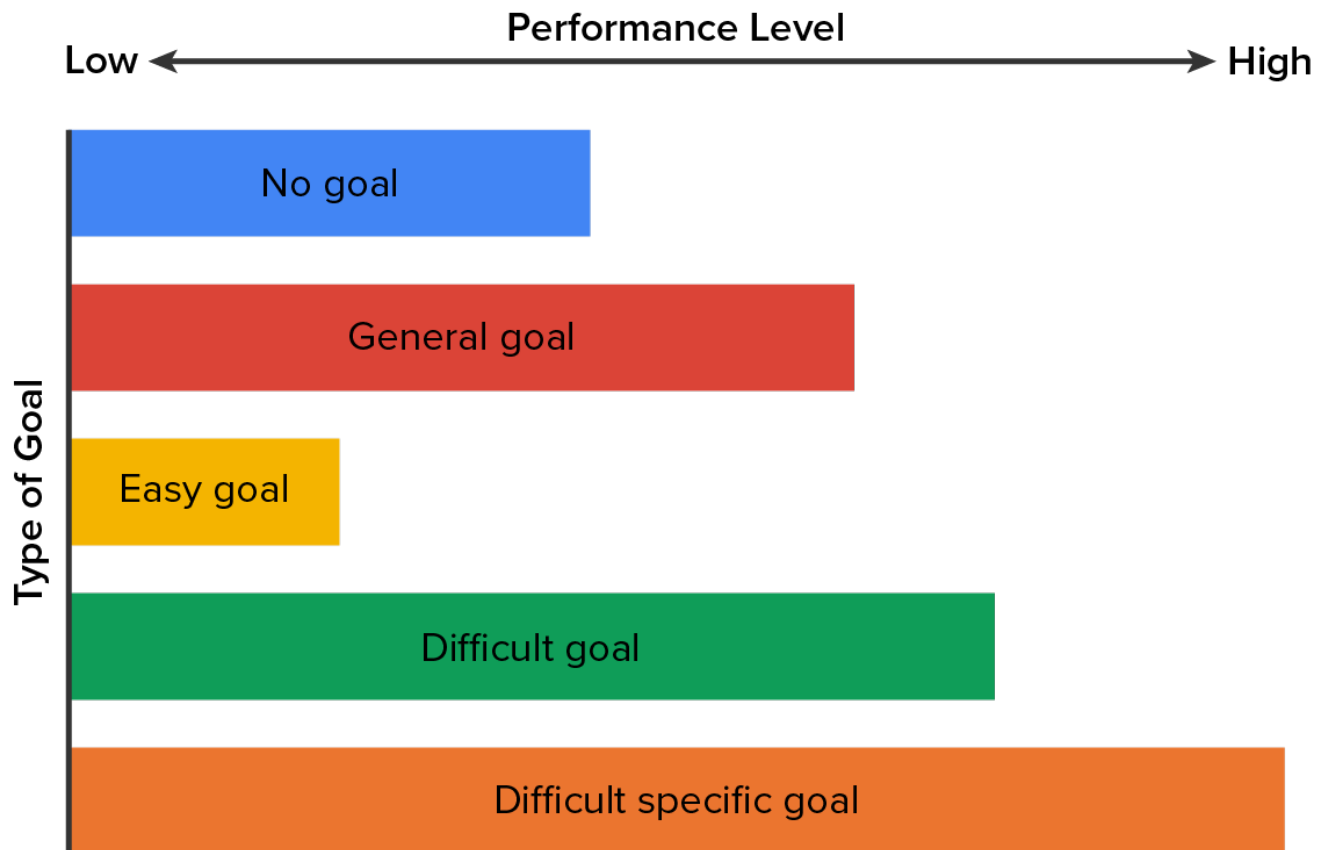 Performance Level
Low
High
No goal
General goal
Easy goal
Difficult goal
Difficult specific goal
Type of Goal